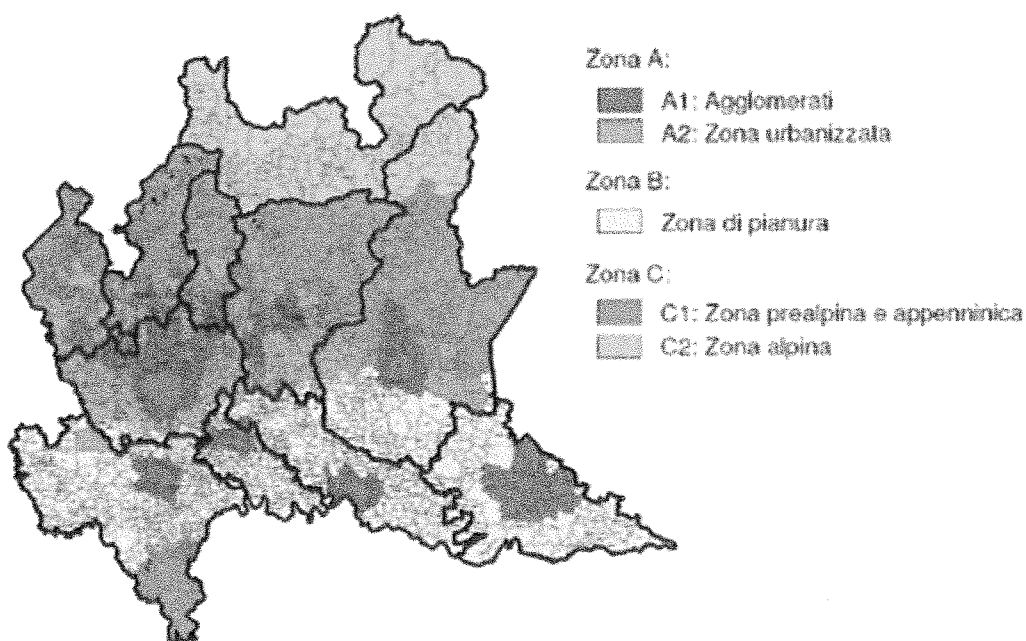 Zona A:
A1: Agglomerati
A2: Zona urbanizzata
Zona B:
Zona di pianura
Zona C:
C1: Zona prealpina e appenninica
C2: Zona alpina